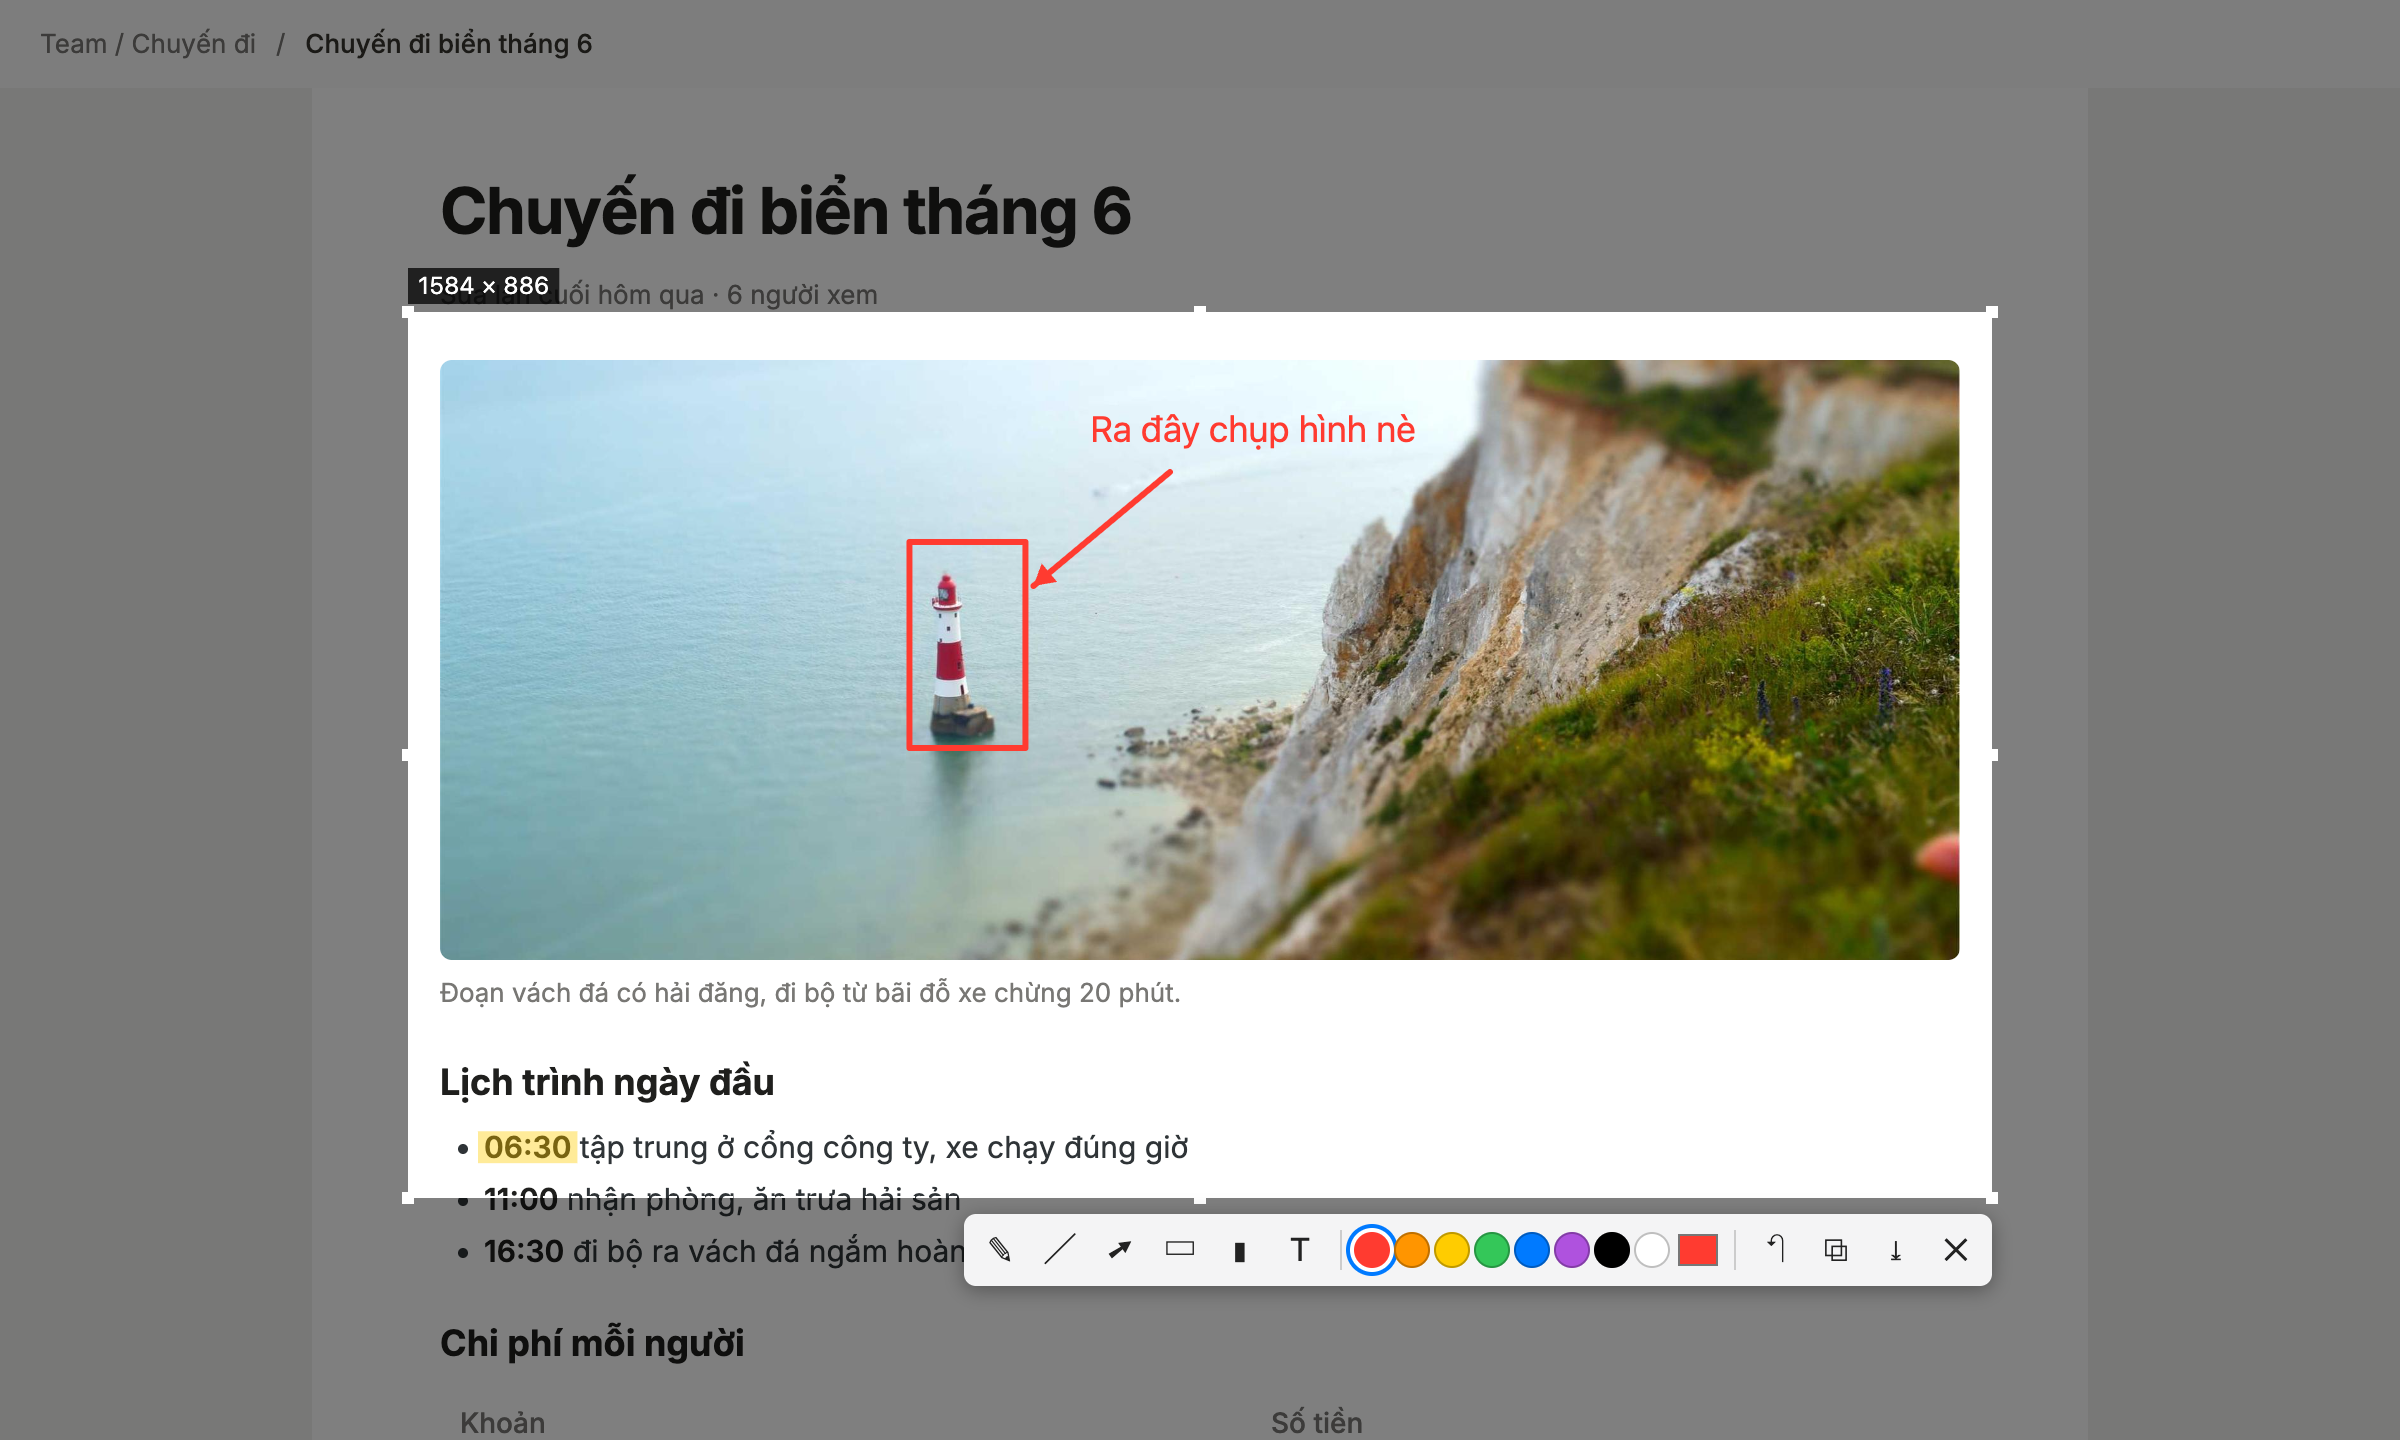 Team / Chuyến đi / Chuyến đi biển tháng 6
Chuyến đi biển tháng 6
1584 × 886
cuối hôm qua · 6 người xem
Ra đây chụp hình nè
Đoạn vách đá có hải đăng, đi bộ từ bãi đỗ xe chừng 20 phút.
Lịch trình ngày đầu
06:30 tập trung ở cổng công ty, xe chạy đúng giờ
11:00 nhận phòng, ăn trưa hải sản
16:30 đi bộ ra vách đá ngắm hoàn
T
Chi phí mỗi người
Khoản Số tiền